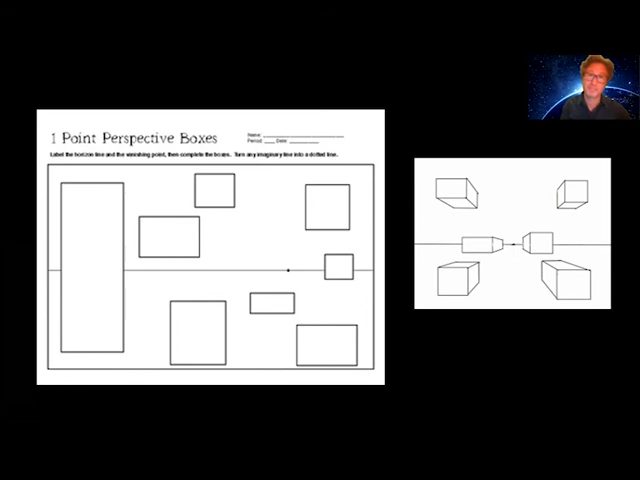 1 Point Perspective Boxes
Name:
Period: Date:
Label the horizon line and the vanishing point, then complete the boxes. Turn any imaginary line into a dotted line.